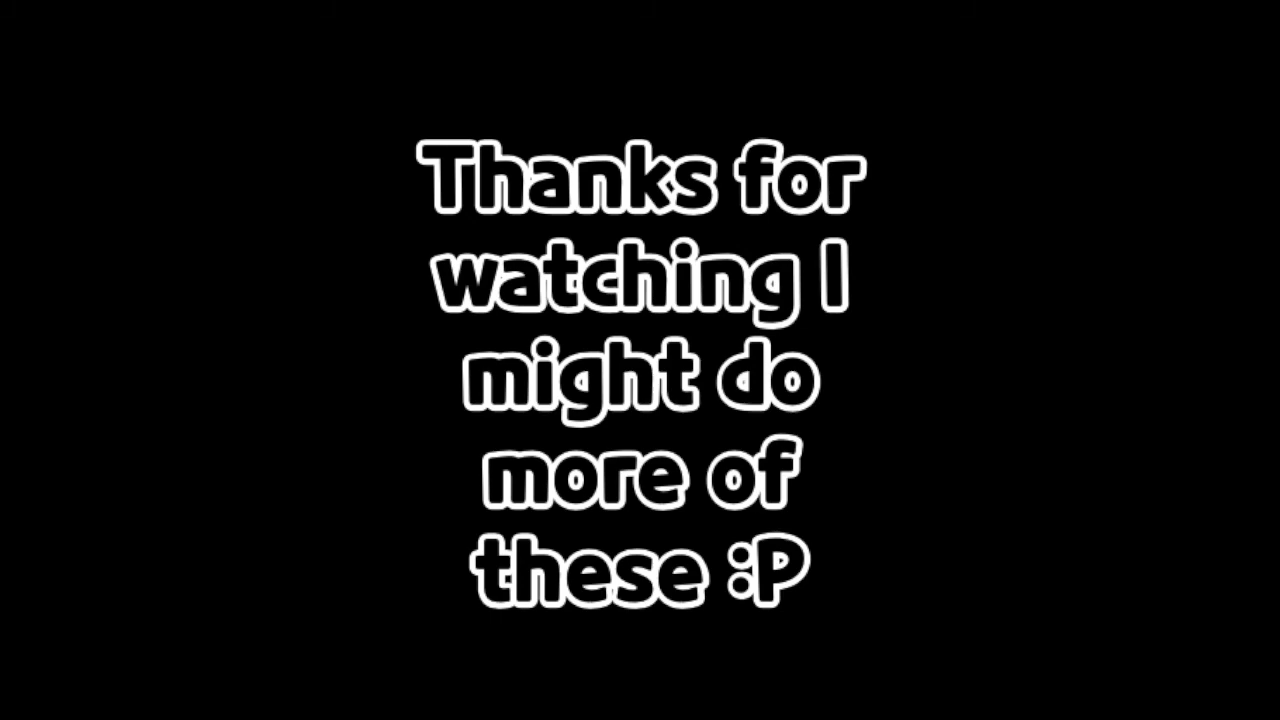 Thanks for
watching I
might do
more of
these :P